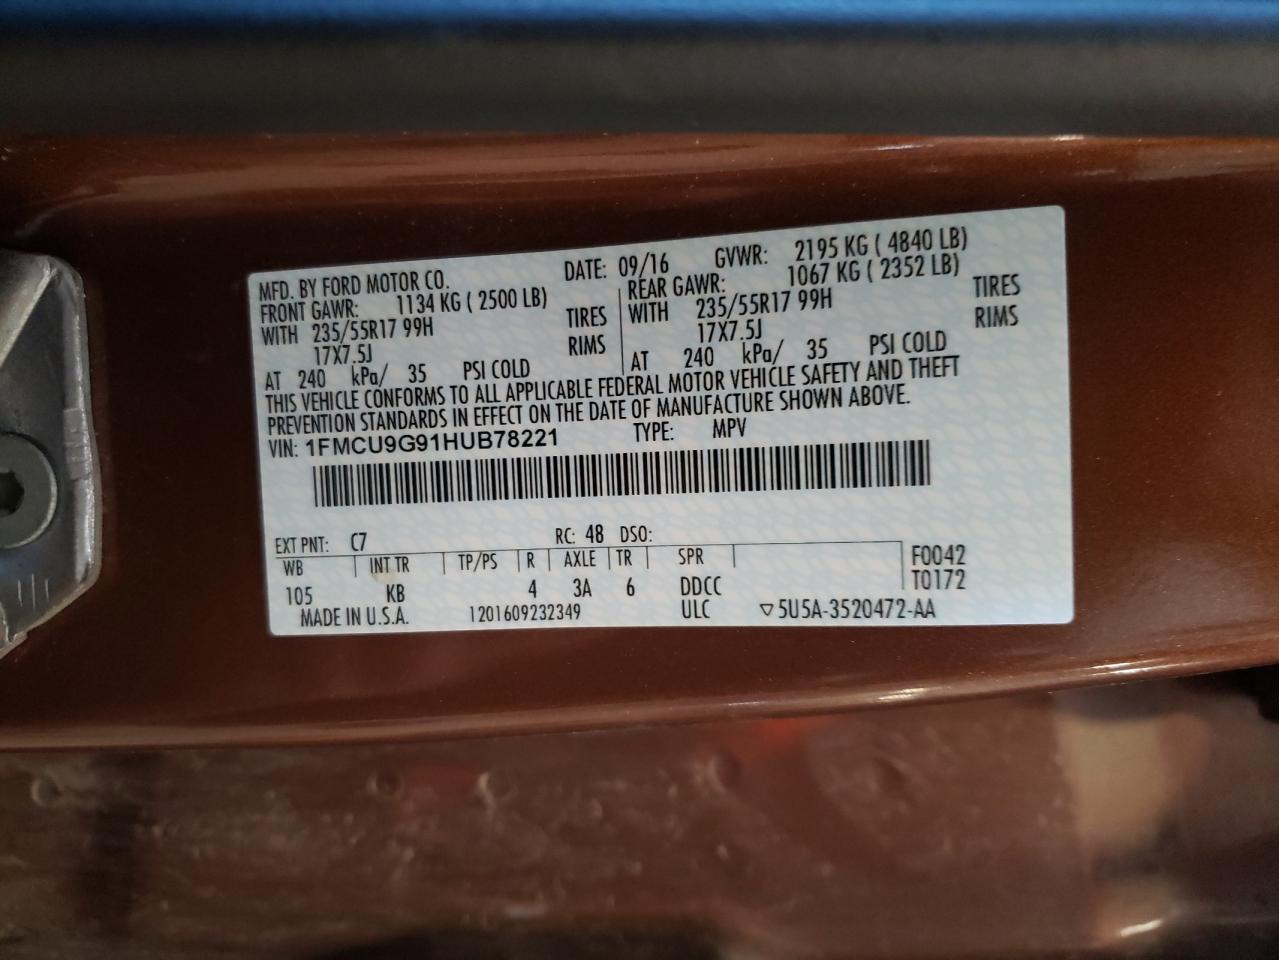 MFD. BY FORD MOTOR CO. DATE: 09/16 GVWR: 2195 KG ( 4840 LB)
FRONT GAWR: 1134 KG ( 2500 LB) REAR GAWR: 1067 KG ( 2352 LB)
WITH 235/55R17 99H TIRES WITH 235/55R17 99H TIRES
17X7.5J RIMS 17X7.5J RIMS
AT 240 kPa/ 35 PSI COLD AT 240 kPa/ 35 PSI COLD
THIS VEHICLE CONFORMS TO ALL APPLICABLE FEDERAL MOTOR VEHICLE SAFETY AND THEFT
PREVENTION STANDARDS IN EFFECT ON THE DATE OF MANUFACTURE SHOWN ABOVE.
VIN: 1FMCU9G91HUB78221 TYPE: MPV
EXT PNT: C7 RC: 48 DSO:
WB INT TR TP/PS R AXLE TR SPR F0042
105 KB 4 3A 6 DDCC T0172
MADE IN U.S.A. 1201609232349 ULC ▽5U5A-3520472-AA